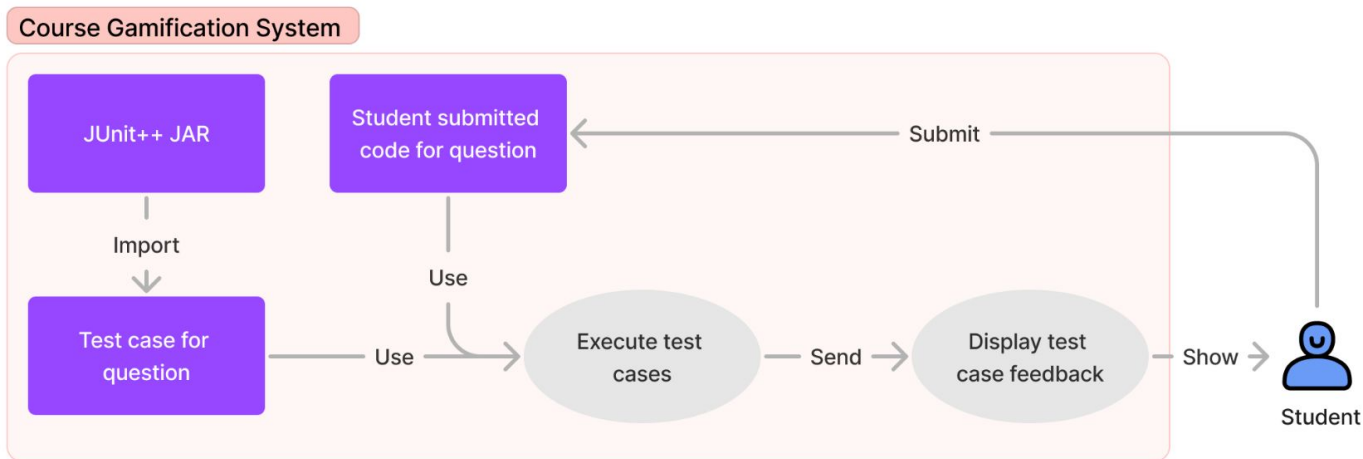 Course Gamification System
JUnit++ JAR
Student submitted
code for question
Submit
Import
Use
Test case for
question
Use
Execute test
cases
Send
Display test
case feedback
Show
Student